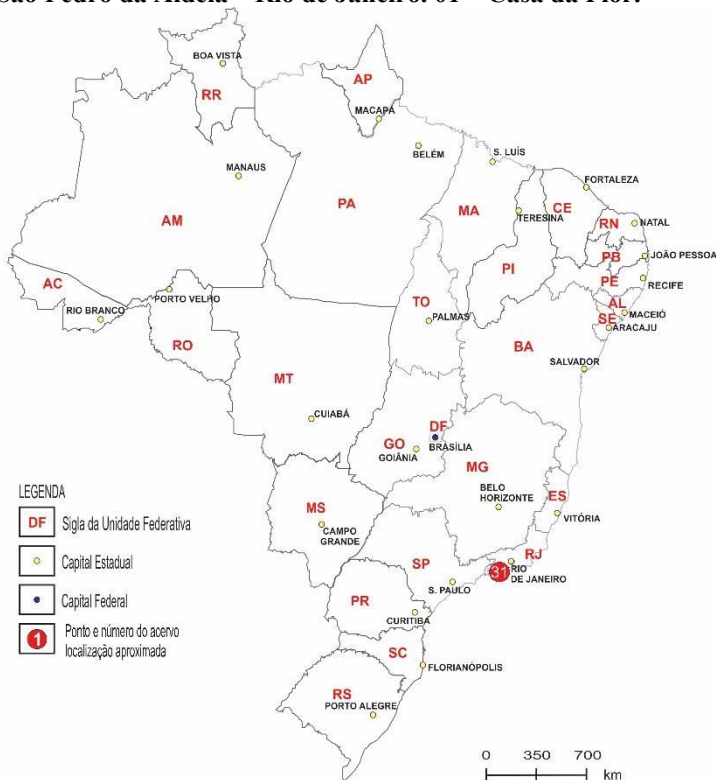 São Pedro da Aldeia – Rio de Janeiro. 01 – Casa da Flor.
BOA VISTA
RR
AP
MACAPÁ
BELÉM
S. LUÍS
MANAUS
FORTALEZA
PA
MA
TERESINA
CE
RN
NATAL
AM
PB
JOÃO PESSOA
PI
PE
RECIFE
AC
PORTO VELHO
RIO BRANCO
TO
PALMAS
AL
MACEIÓ
SE
ARACAJU
RO
BA
MT
SALVADOR
CUIABÁ
DF
BRASÍLIA
GO
GOIÂNIA
MG
BELO
HORIZONTE
ES
VITÓRIA
LEGENDA
DF Sigla da Unidade Federativa
Capital Estadual
Capital Federal
1 Ponto e número do acervo
localização aproximada
MS
CAMPO
GRANDE
SP
RJ
31
RIO
DE JANEIRO
S. PAULO
PR
CURITIBA
SC
FLORIANÓPOLIS
RS
PORTO ALEGRE
0 350 700
km